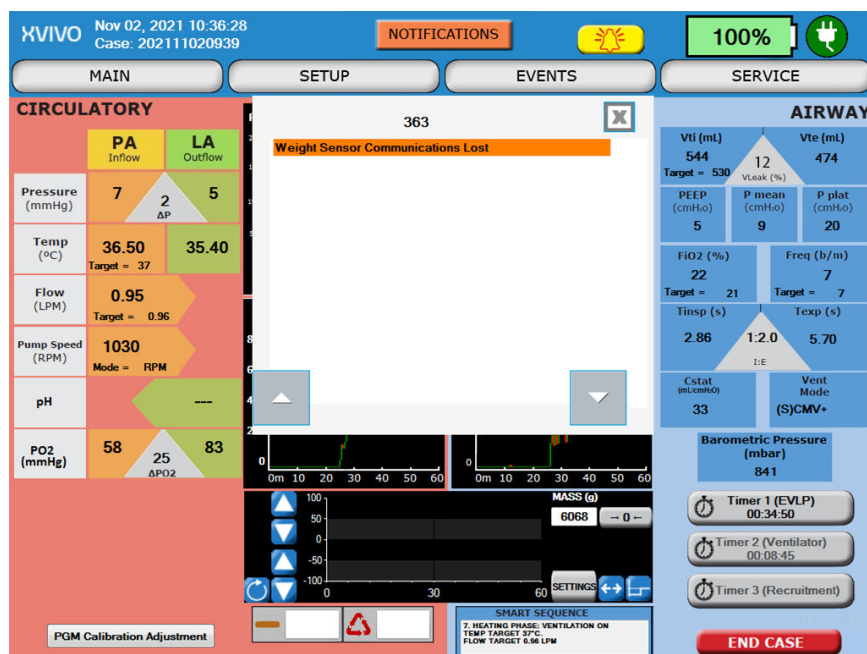 XVIVO
Nov 02, 2021 10:36:28
Case: 202111020939
NOTIFICATIONS
100%
MAIN
SETUP
EVENTS
SERVICE
CIRCULATORY
PA
Inflow
LA
Outflow
Pressure
(mmHg)
7
2
ΔP
5
Temp
(ºC)
36.50
Target = 37
35.40
Flow
(LPM)
0.95
Target = 0.96
Pump Speed
(RPM)
1030
Mode = RPM
pH
---
PO2
(mmHg)
58
25
ΔPO2
83
PGM Calibration Adjustment
363
X
Weight Sensor Communications Lost
8
6
4
2
0
0m 10 20 30 40 50 60
0
0m 10 20 30 40 50 60
100
50
0
-50
-100
0 30 60
MASS (g)
6068
→ 0 ←
SETTINGS
SMART SEQUENCE
7. HEATING PHASE: VENTILATION ON
TEMP TARGET 37°C.
FLOW TARGET 0.96 LPM
AIRWAY
Vti (mL)
544
Target = 530
12
VLeak (%)
Vte (mL)
474
PEEP
(cmH₂o)
5
P mean
(cmH₂o)
9
P plat
(cmH₂o)
20
FiO2 (%)
22
Target = 21
Freq (b/m)
7
Target = 7
Tinsp (s)
2.86
1:2.0
I:E
Texp (s)
5.70
Cstat
(mL/cmH2O)
33
Vent
Mode
(S)CMV+
Barometric Pressure
(mbar)
841
Timer 1 (EVLP)
00:34:50
Timer 2 (Ventilator)
00:08:45
Timer 3 (Recruitment)
END CASE